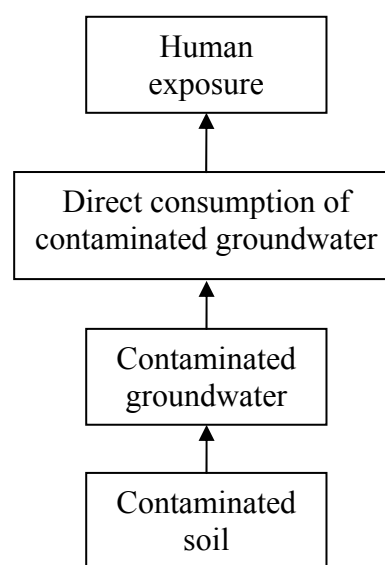 Human
exposure
Direct consumption of
contaminated groundwater
Contaminated
groundwater
Contaminated
soil